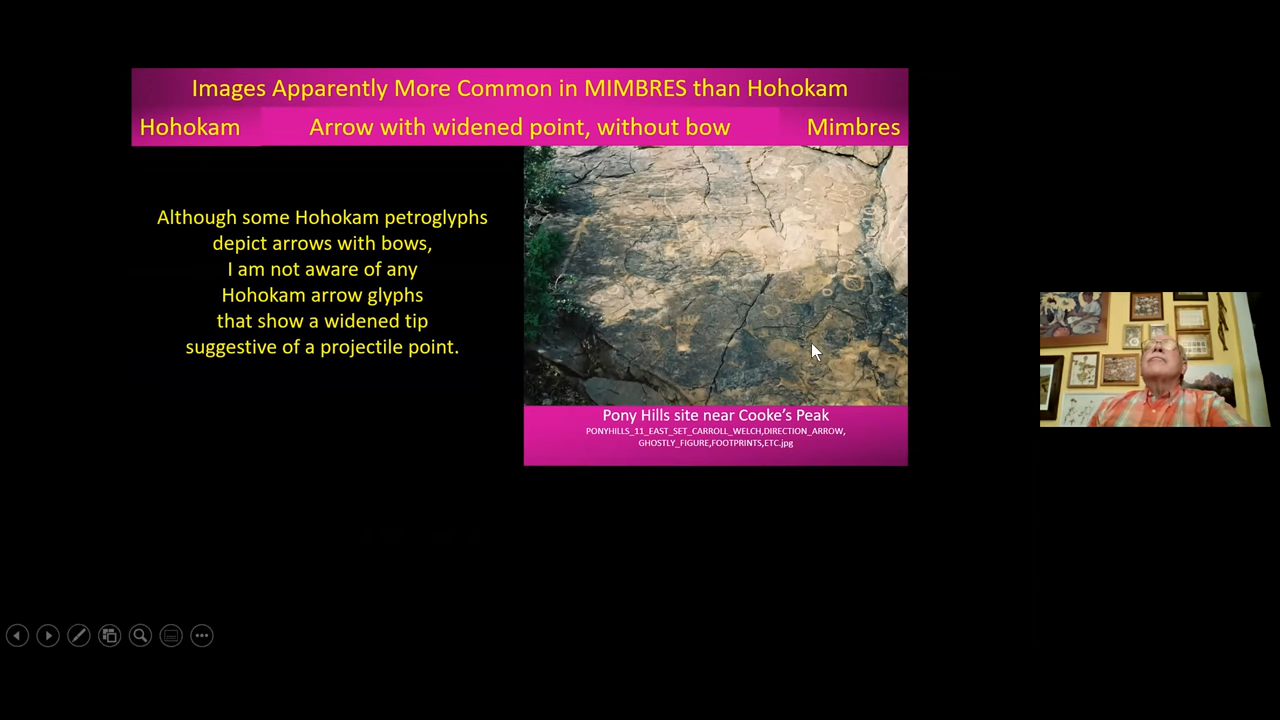 Images Apparently More Common in MIMBRES than Hohokam
Hohokam
Arrow with widened point, without bow
Mimbres
Although some Hohokam petroglyphs
depict arrows with bows,
I am not aware of any
Hohokam arrow glyphs
that show a widened tip
suggestive of a projectile point.
Pony Hills site near Cooke’s Peak
PONYHILLS_11_EAST_SET_CARROLL_WELCH,DIRECTION_ARROW,
GHOSTLY_FIGURE,FOOTPRINTS,ETC.jpg